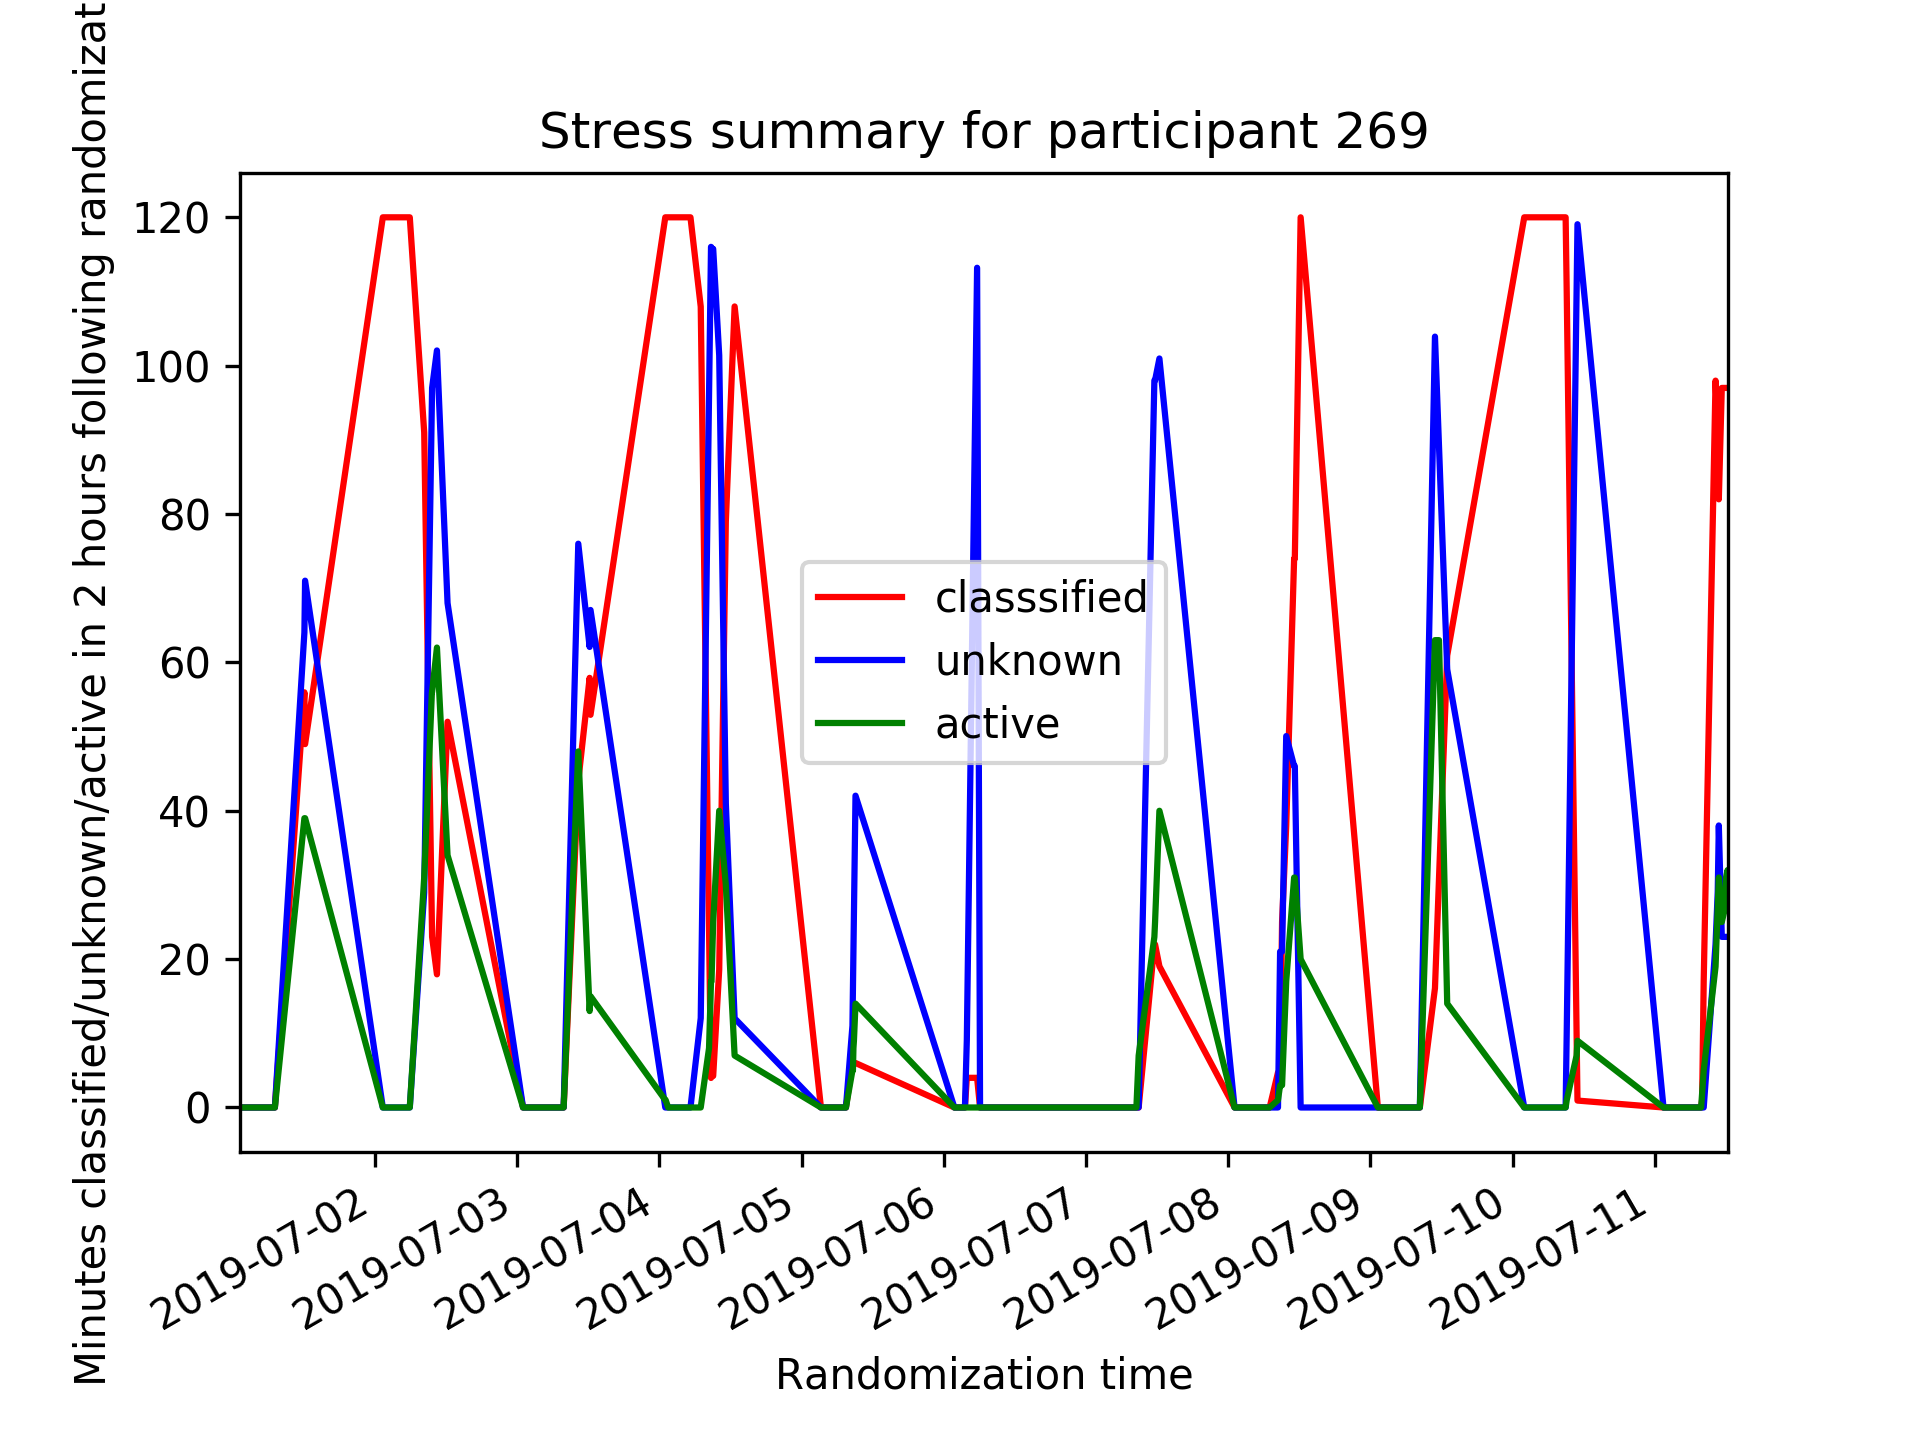 Stress summary for participant 269
Minutes classified/unknown/active in 2 hours following randomizat
120
100
80
60
40
20
0
classsified
unknown
active
2019-07-02
2019-07-03
2019-07-04
2019-07-05
2019-07-06
2019-07-07
2019-07-08
2019-07-09
2019-07-10
2019-07-11
Randomization time